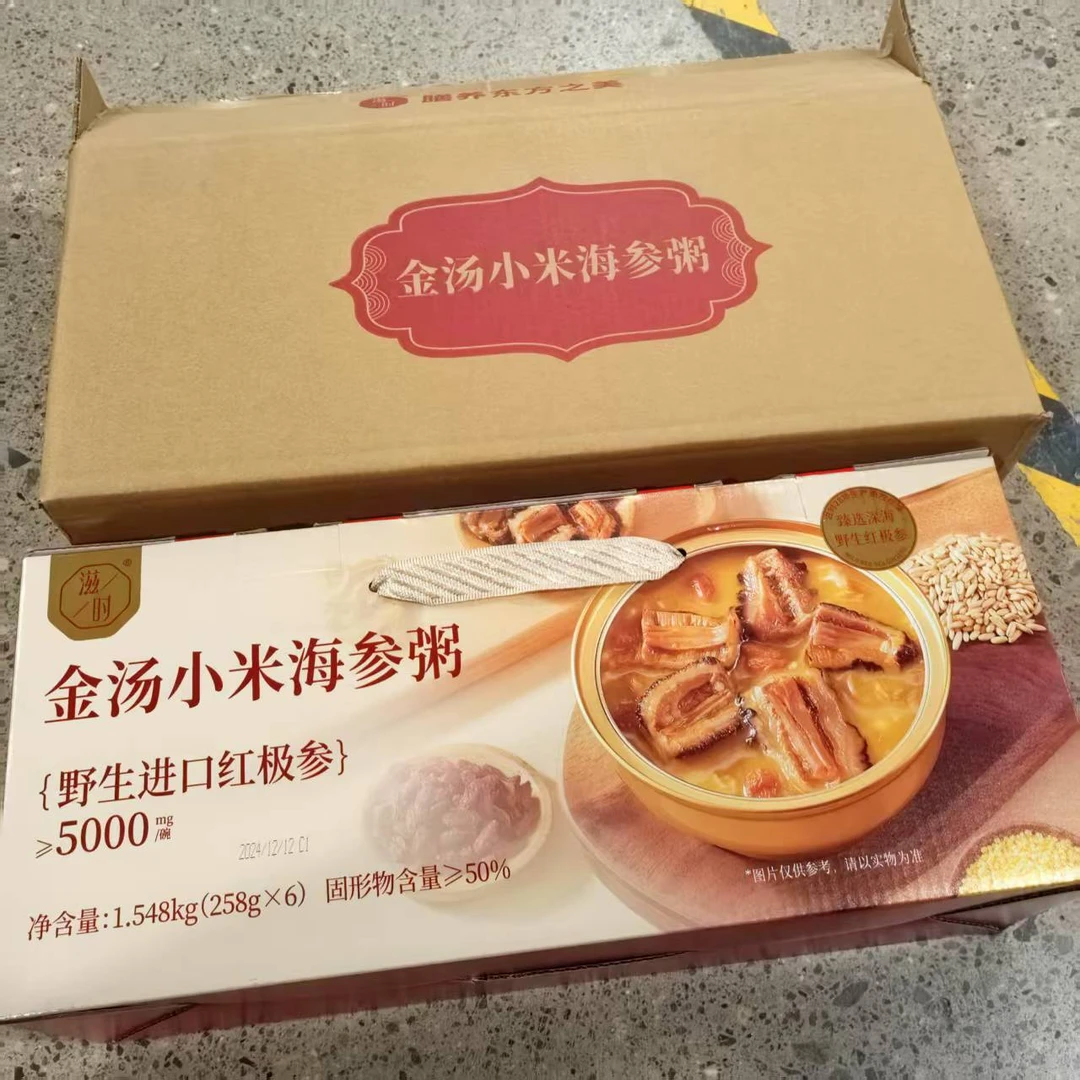 滋时
膳养东方之美
金汤小米海参粥
滋时®
臻选深海
野生红极参
金汤小米海参粥
{野生进口红极参}
≥5000mg/碗
2024/12/12 C1
净含量:1.548kg(258g×6) 固形物含量≥50%
*图片仅供参考，请以实物为准